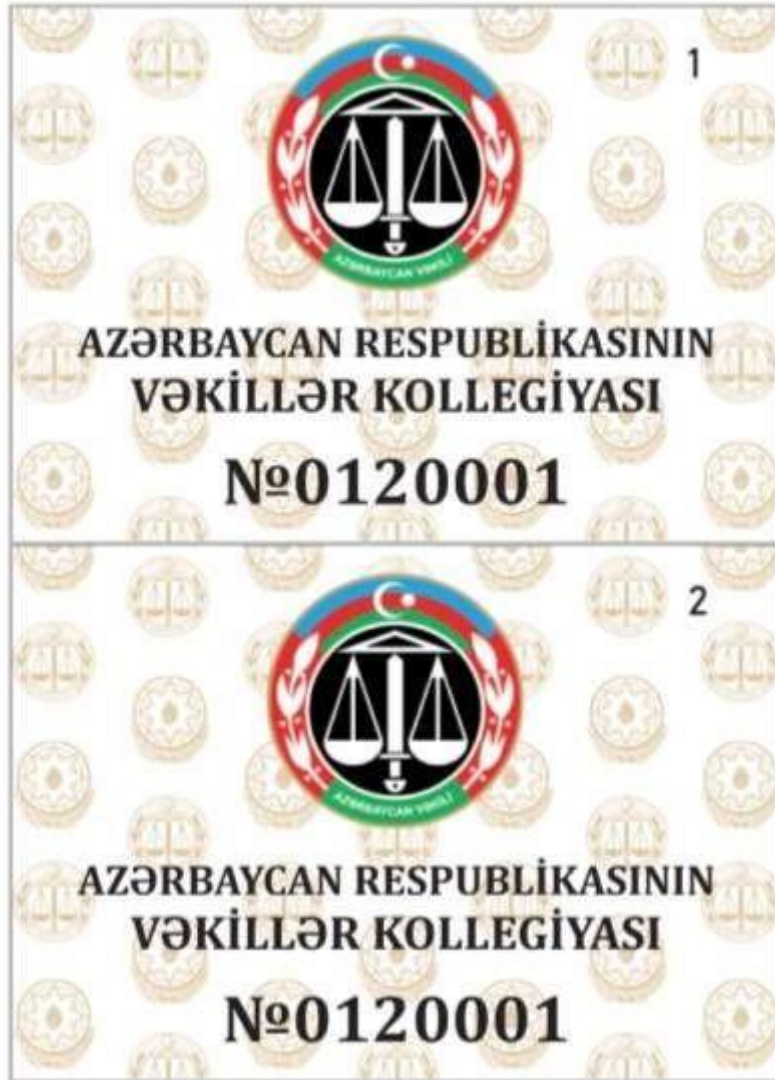 1
AZƏRBAYCAN VƏKİLİ
AZƏRBAYCAN RESPUBLİKASININ
VƏKİLLƏR KOLLEGİYASI
№0120001
2
AZƏRBAYCAN VƏKİLİ
AZƏRBAYCAN RESPUBLİKASININ
VƏKİLLƏR KOLLEGİYASI
№0120001